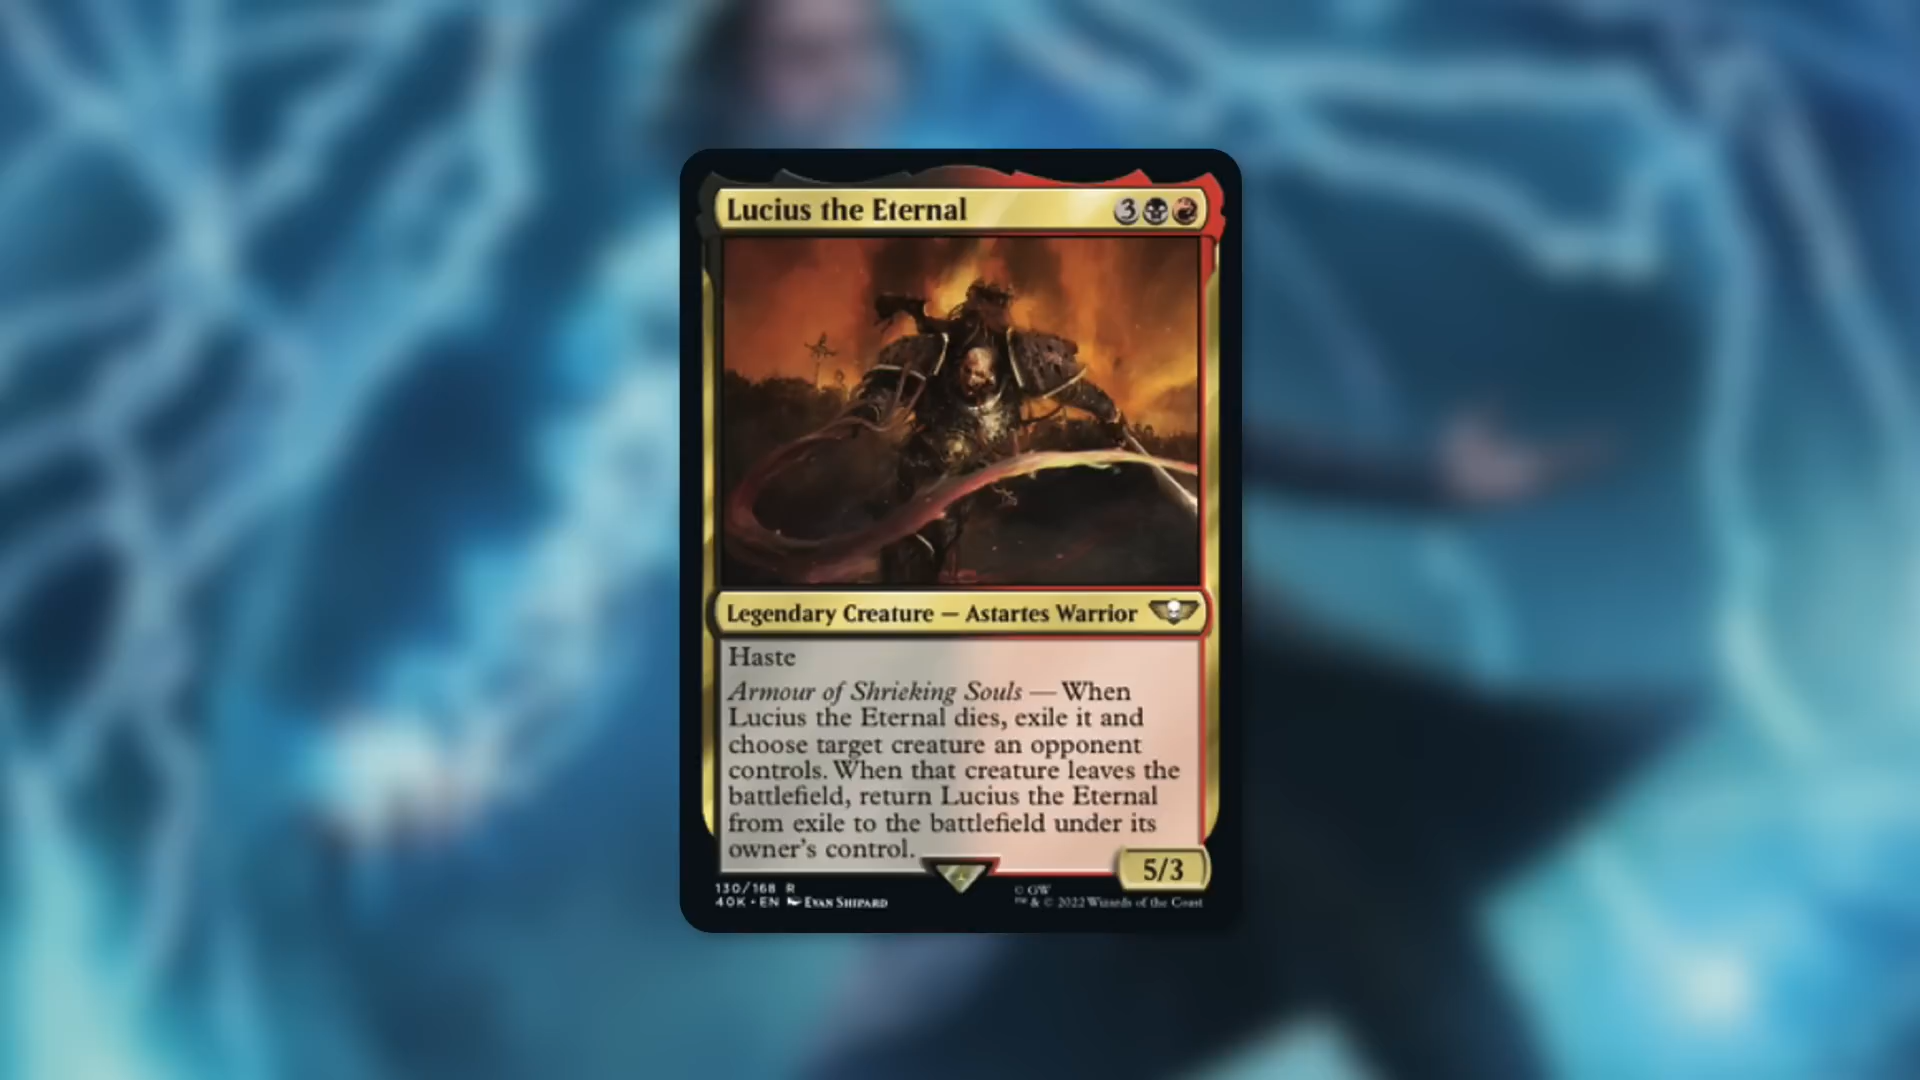 Lucius the Eternal 3
Legendary Creature — Astartes Warrior
Haste
Armour of Shrieking Souls — When
Lucius the Eternal dies, exile it and
choose target creature an opponent
controls. When that creature leaves the
battlefield, return Lucius the Eternal
from exile to the battlefield under its
owner's control.
5/3
130/168 R
40K • EN Evan Shipard
© GW
™ & © 2022 Wizards of the Coast